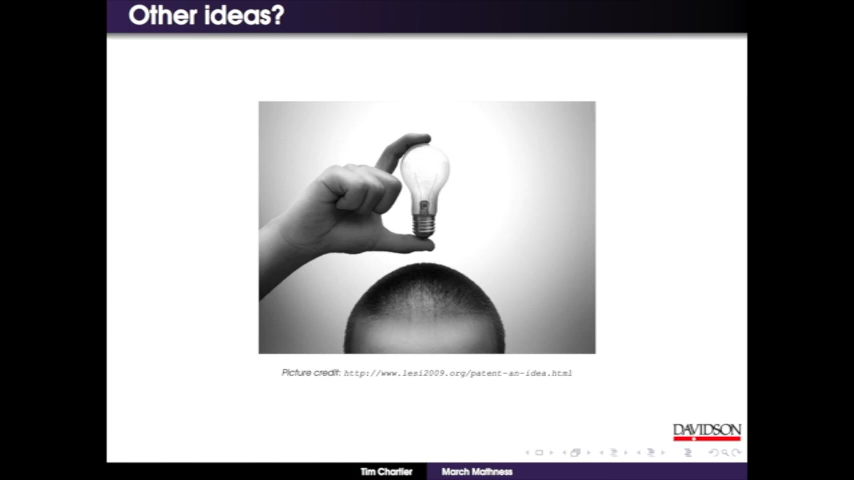 Other ideas?
Picture credit: http://www.lesi2009.org/patent-an-idea.html
DAVIDSON
Tim Chartier March Mathness